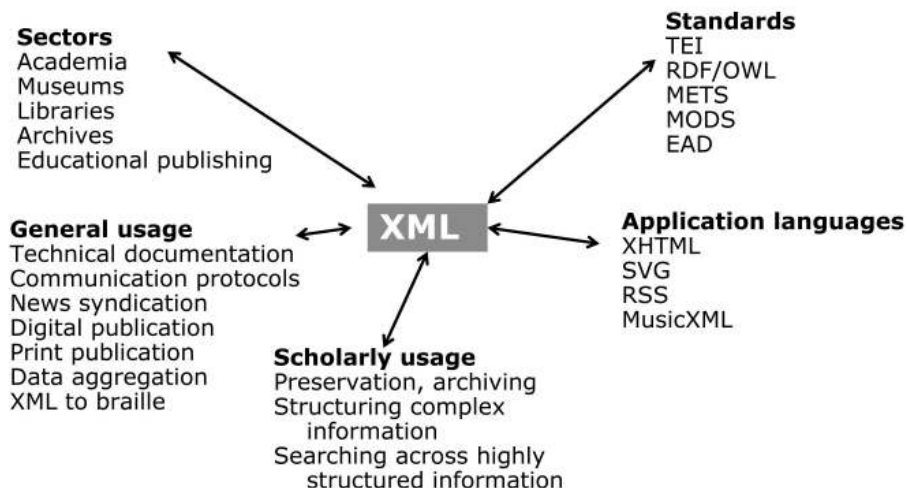 Sectors
Academia
Museums
Libraries
Archives
Educational publishing
Standards
TEI
RDF/OWL
METS
MODS
EAD
XML
General usage
Technical documentation
Communication protocols
News syndication
Digital publication
Print publication
Data aggregation
XML to braille
Application languages
XHTML
SVG
RSS
MusicXML
Scholarly usage
Preservation, archiving
Structuring complex
information
Searching across highly
structured information